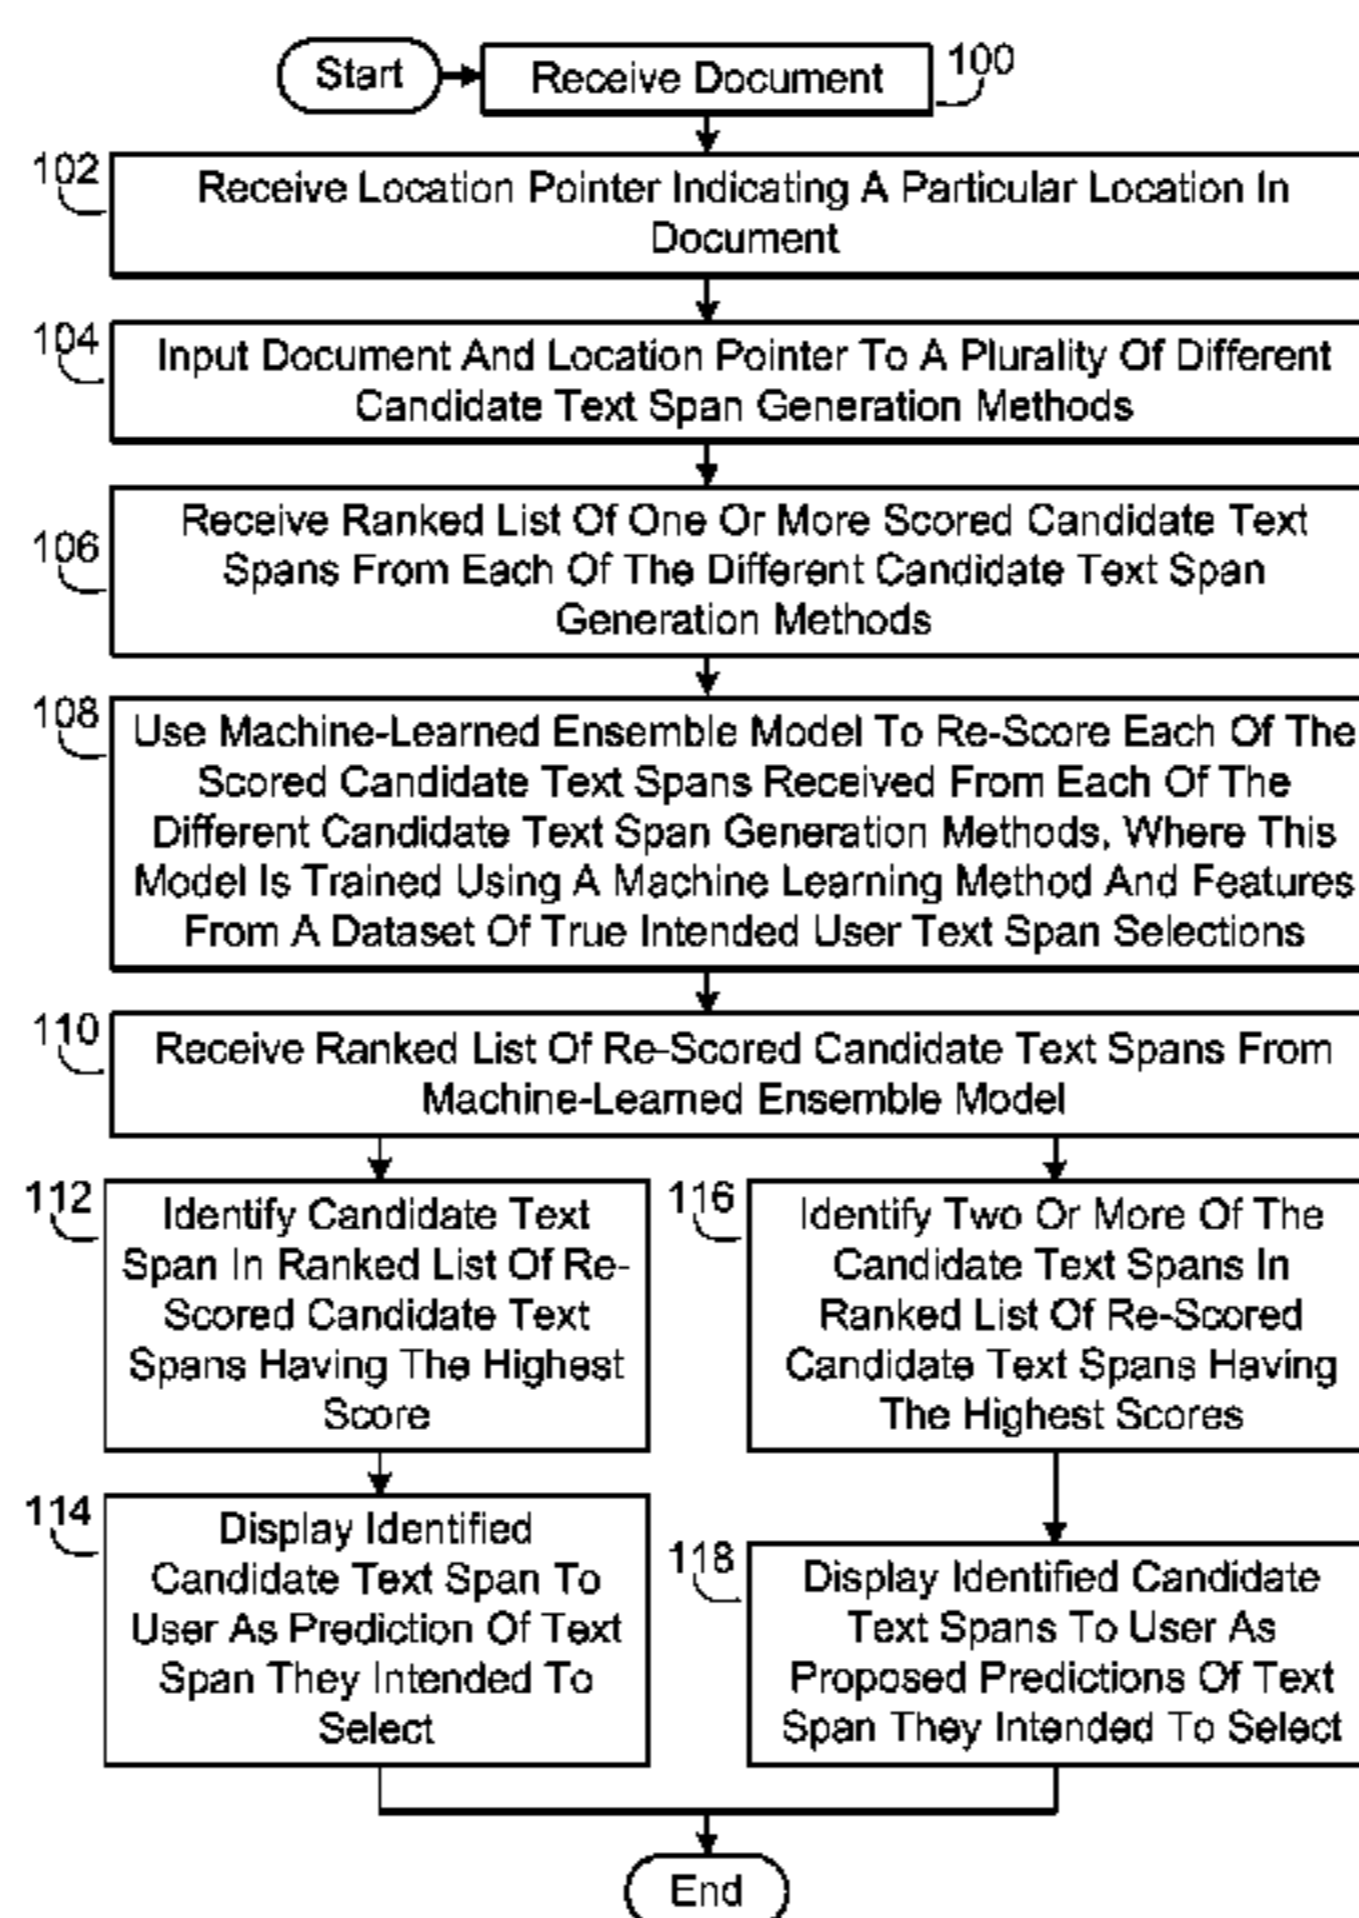 Start
Receive Document
100
102
Receive Location Pointer Indicating A Particular Location In
Document
104
Input Document And Location Pointer To A Plurality Of Different
Candidate Text Span Generation Methods
106
Receive Ranked List Of One Or More Scored Candidate Text
Spans From Each Of The Different Candidate Text Span
Generation Methods
108
Use Machine-Learned Ensemble Model To Re-Score Each Of The
Scored Candidate Text Spans Received From Each Of The
Different Candidate Text Span Generation Methods, Where This
Model Is Trained Using A Machine Learning Method And Features
From A Dataset Of True Intended User Text Span Selections
110
Receive Ranked List Of Re-Scored Candidate Text Spans From
Machine-Learned Ensemble Model
112
Identify Candidate Text
Span In Ranked List Of Re-
Scored Candidate Text
Spans Having The Highest
Score
114
Display Identified
Candidate Text Span To
User As Prediction Of Text
Span They Intended To
Select
116
Identify Two Or More Of The
Candidate Text Spans In
Ranked List Of Re-Scored
Candidate Text Spans Having
The Highest Scores
118
Display Identified Candidate
Text Spans To User As
Proposed Predictions Of Text
Span They Intended To Select
End